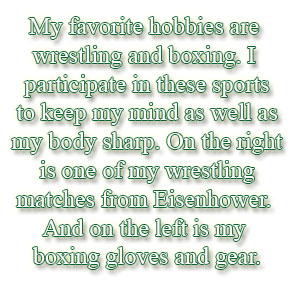 My favorite hobbies are
wrestling and boxing. I
participate in these sports
to keep my mind as well as
my body sharp. On the right
is one of my wrestling
matches from Eisenhower.
And on the left is my
boxing gloves and gear.